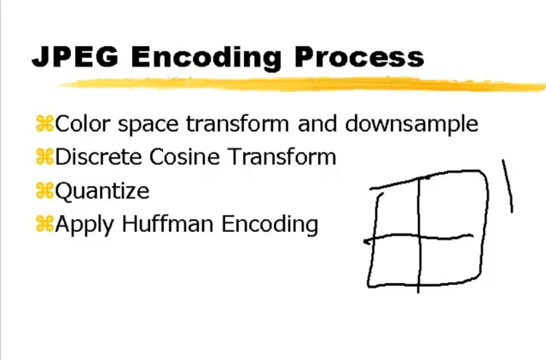 JPEG Encoding Process
Color space transform and downsample
Discrete Cosine Transform
Quantize
Apply Huffman Encoding